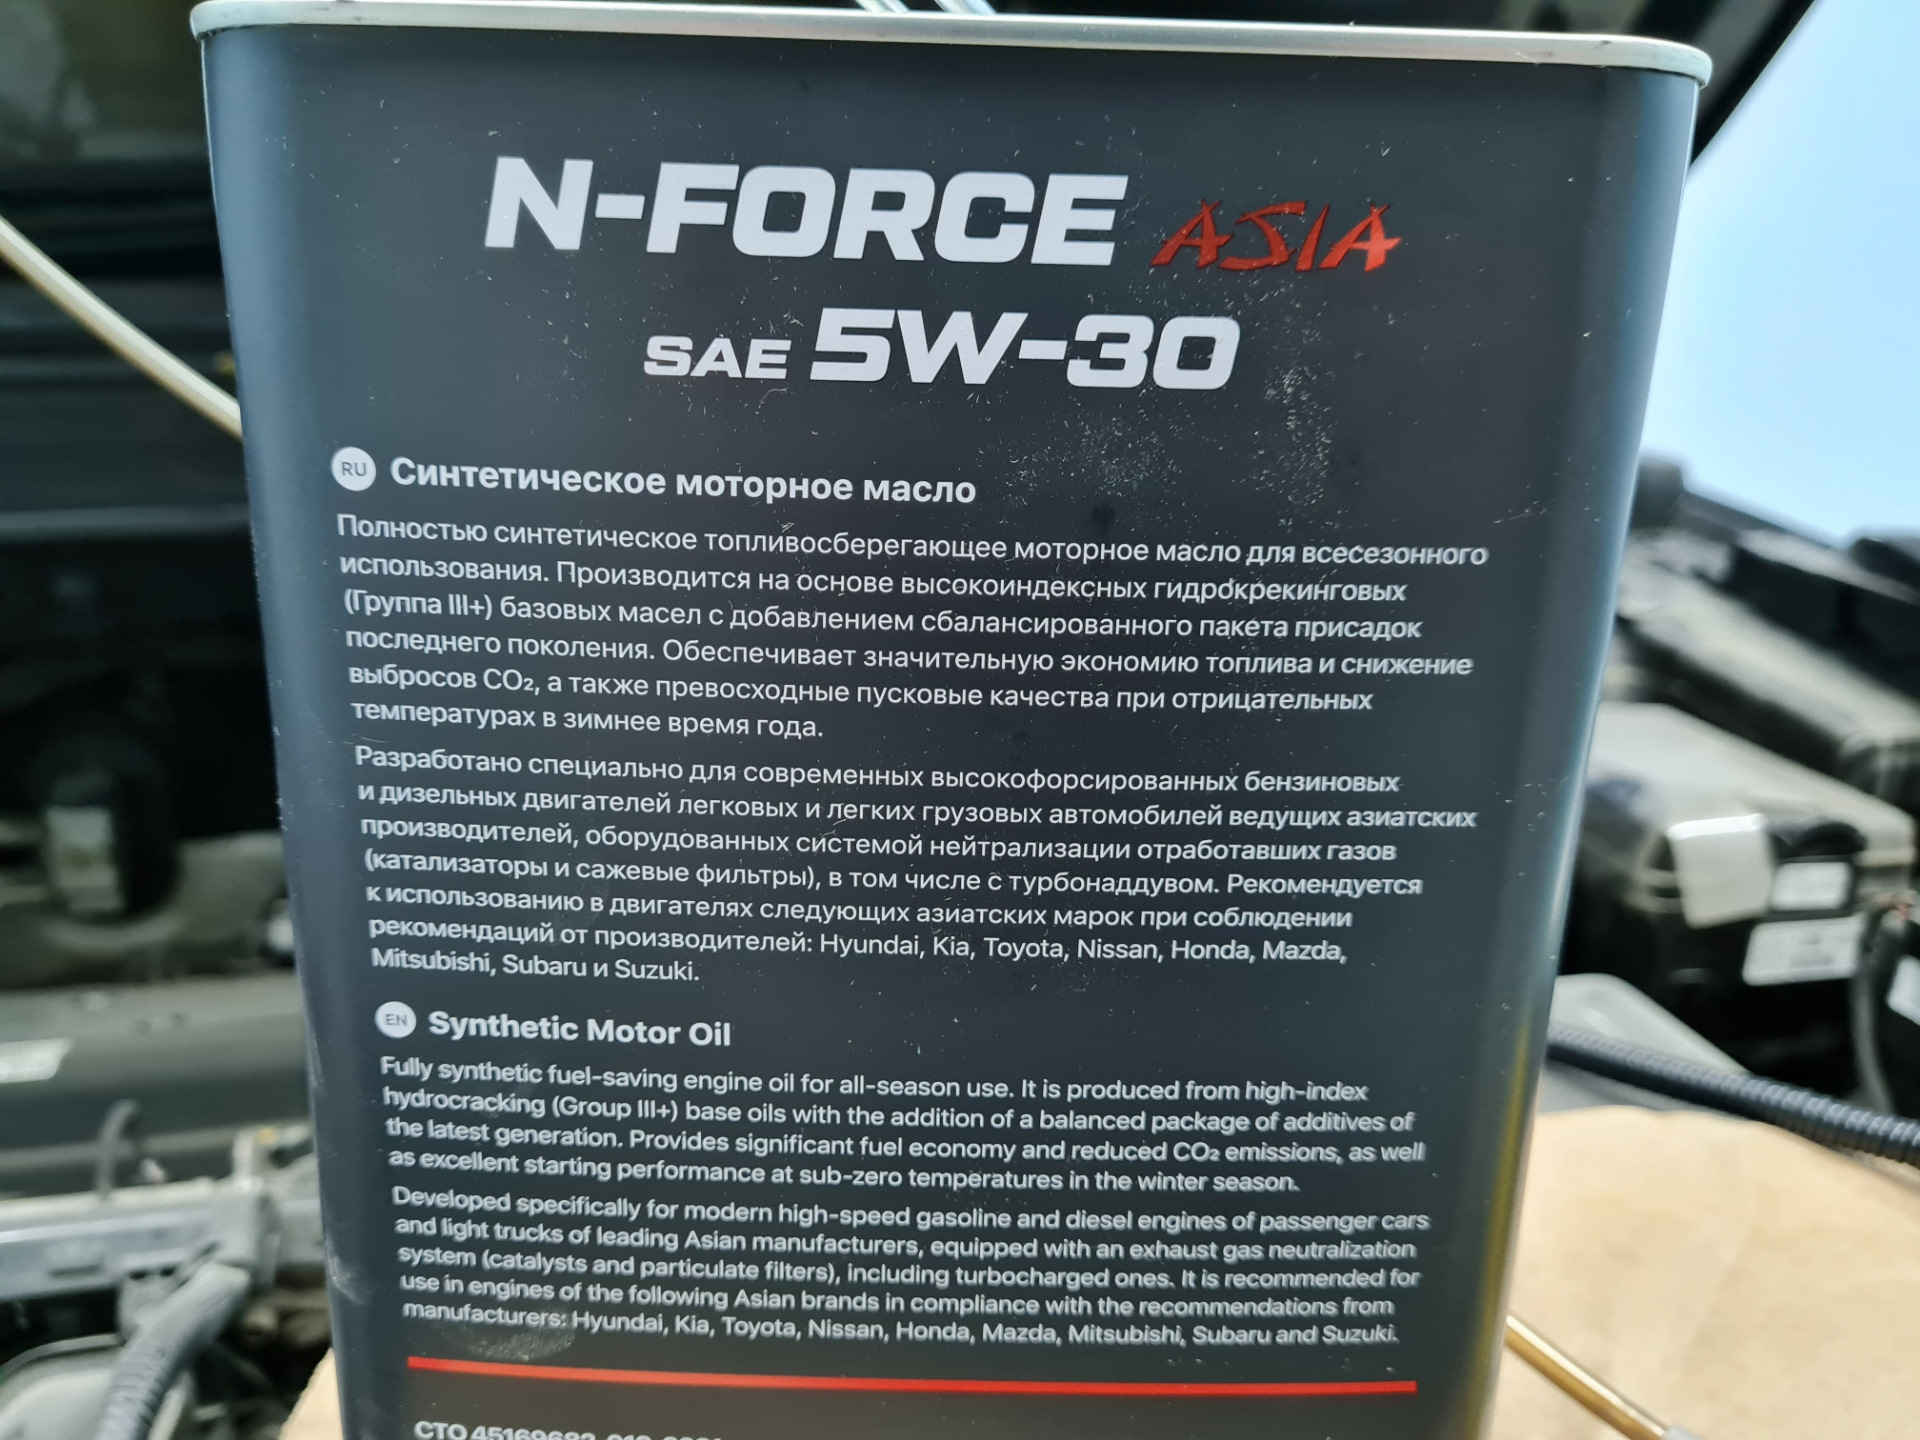 N-FORCE ASIA
SAE 5W-30
RU Синтетическое моторное масло
Полностью синтетическое топливосберегающее моторное масло для всесезонного
использования. Производится на основе высокоиндексных гидрокрекинговых
(Группа III+) базовых масел с добавлением сбалансированного пакета присадок
последнего поколения. Обеспечивает значительную экономию топлива и снижение
выбросов CO₂, а также превосходные пусковые качества при отрицательных
температурах в зимнее время года.
Разработано специально для современных высокофорсированных бензиновых
и дизельных двигателей легковых и легких грузовых автомобилей ведущих азиатских
производителей, оборудованных системой нейтрализации отработавших газов
(катализаторы и сажевые фильтры), в том числе с турбонаддувом. Рекомендуется
к использованию в двигателях следующих азиатских марок при соблюдении
рекомендаций от производителей: Hyundai, Kia, Toyota, Nissan, Honda, Mazda,
Mitsubishi, Subaru и Suzuki.
EN Synthetic Motor Oil
Fully synthetic fuel-saving engine oil for all-season use. It is produced from high-index
hydrocracking (Group III+) base oils with the addition of a balanced package of additives of
the latest generation. Provides significant fuel economy and reduced CO₂ emissions, as well
as excellent starting performance at sub-zero temperatures in the winter season.
Developed specifically for modern high-speed gasoline and diesel engines of passenger cars
and light trucks of leading Asian manufacturers, equipped with an exhaust gas neutralization
system (catalysts and particulate filters), including turbocharged ones. It is recommended for
use in engines of the following Asian brands in compliance with the recommendations from
manufacturers: Hyundai, Kia, Toyota, Nissan, Honda, Mazda, Mitsubishi, Subaru and Suzuki.
СТО